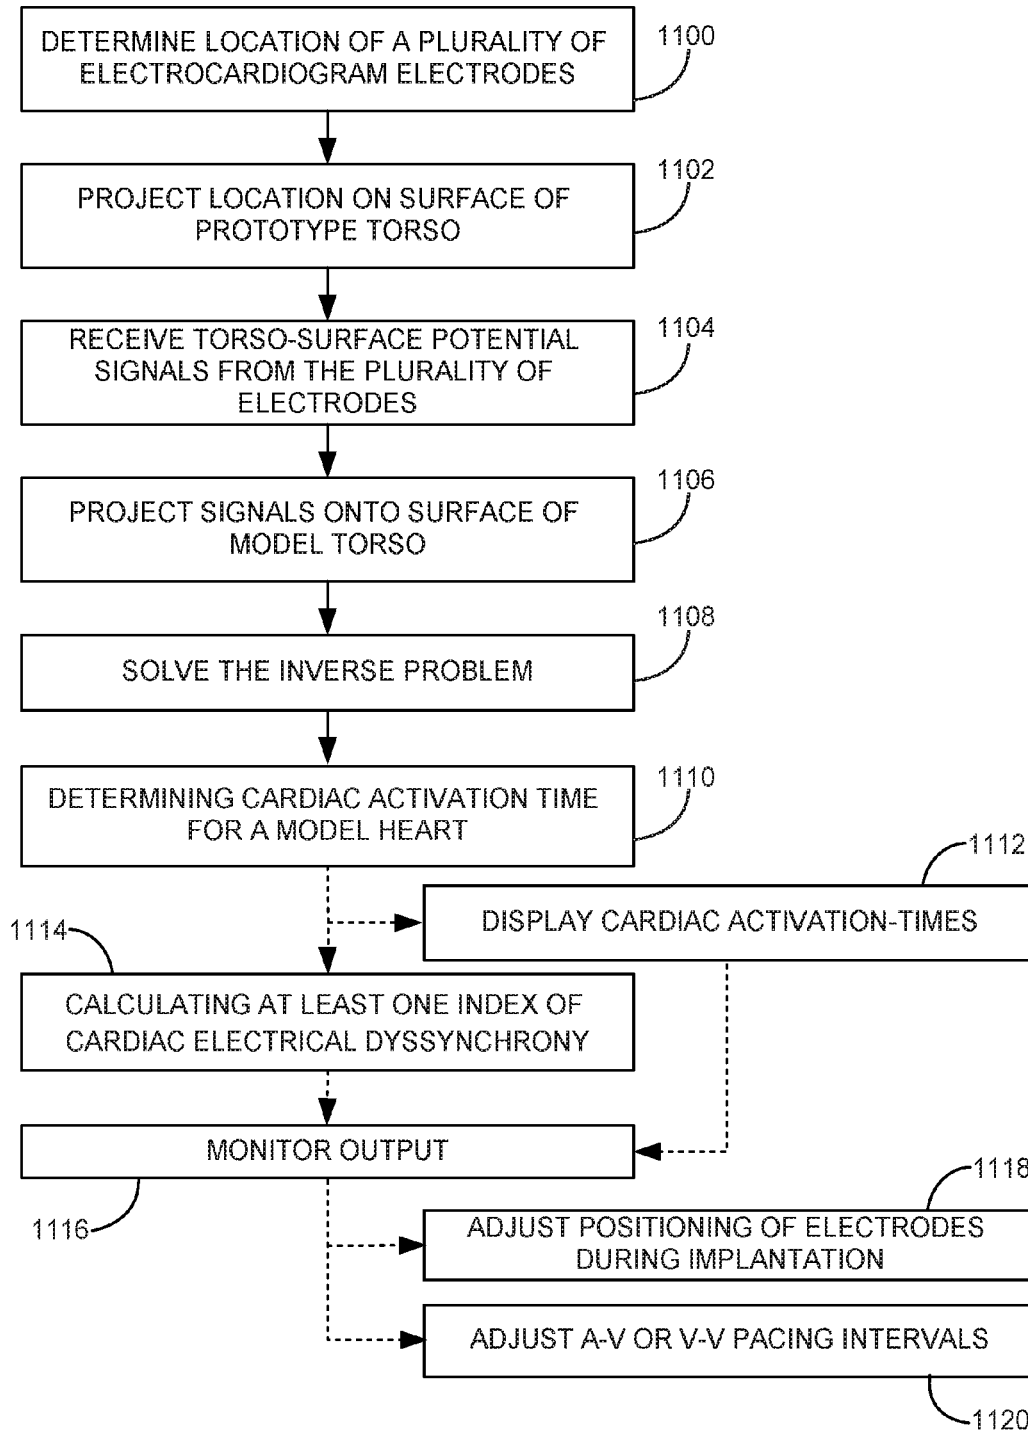 DETERMINE LOCATION OF A PLURALITY OF
ELECTROCARDIOGRAM ELECTRODES
1100
PROJECT LOCATION ON SURFACE OF
PROTOTYPE TORSO
1102
RECEIVE TORSO-SURFACE POTENTIAL
SIGNALS FROM THE PLURALITY OF
ELECTRODES
1104
PROJECT SIGNALS ONTO SURFACE OF
MODEL TORSO
1106
SOLVE THE INVERSE PROBLEM
1108
DETERMINING CARDIAC ACTIVATION TIME
FOR A MODEL HEART
1110
1112
DISPLAY CARDIAC ACTIVATION-TIMES
1114
CALCULATING AT LEAST ONE INDEX OF
CARDIAC ELECTRICAL DYSSYNCHRONY
MONITOR OUTPUT
1116
1118
ADJUST POSITIONING OF ELECTRODES
DURING IMPLANTATION
ADJUST A-V OR V-V PACING INTERVALS
1120